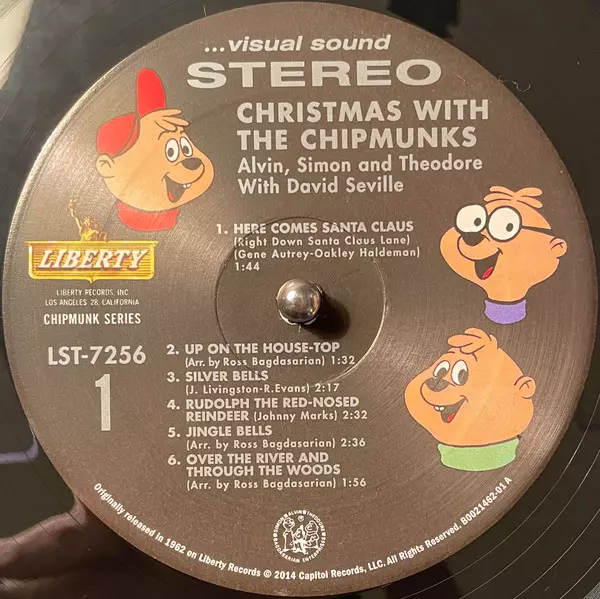 ...visual sound
STEREO
CHRISTMAS WITH
THE CHIPMUNKS
Alvin, Simon and Theodore
With David Seville
1. HERE COMES SANTA CLAUS
(Right Down Santa Claus Lane)
(Gene Autrey-Oakley Haldeman)
1:44
LIBERTY
LIBERTY RECORDS, INC.
LOS ANGELES 28, CALIFORNIA
CHIPMUNK SERIES
LST-7256
1
2. UP ON THE HOUSE-TOP
(Arr. by Ross Bagdasarian) 1:32
3. SILVER BELLS
(J. Livingston-R.Evans) 2:17
4. RUDOLPH THE RED-NOSED
REINDEER (Johnny Marks) 2:32
5. JINGLE BELLS
(Arr. by Ross Bagdasarian) 2:36
6. OVER THE RIVER AND
THROUGH THE WOODS
(Arr. by Ross Bagdasarian) 1:56
SIMON ALVIN THEODORE
BAGDASARIAN ENTERPRISES
Originally released in 1962 on Liberty Records © 2014 Capitol Records, LLC. All Rights Reserved. B0021462-01 A